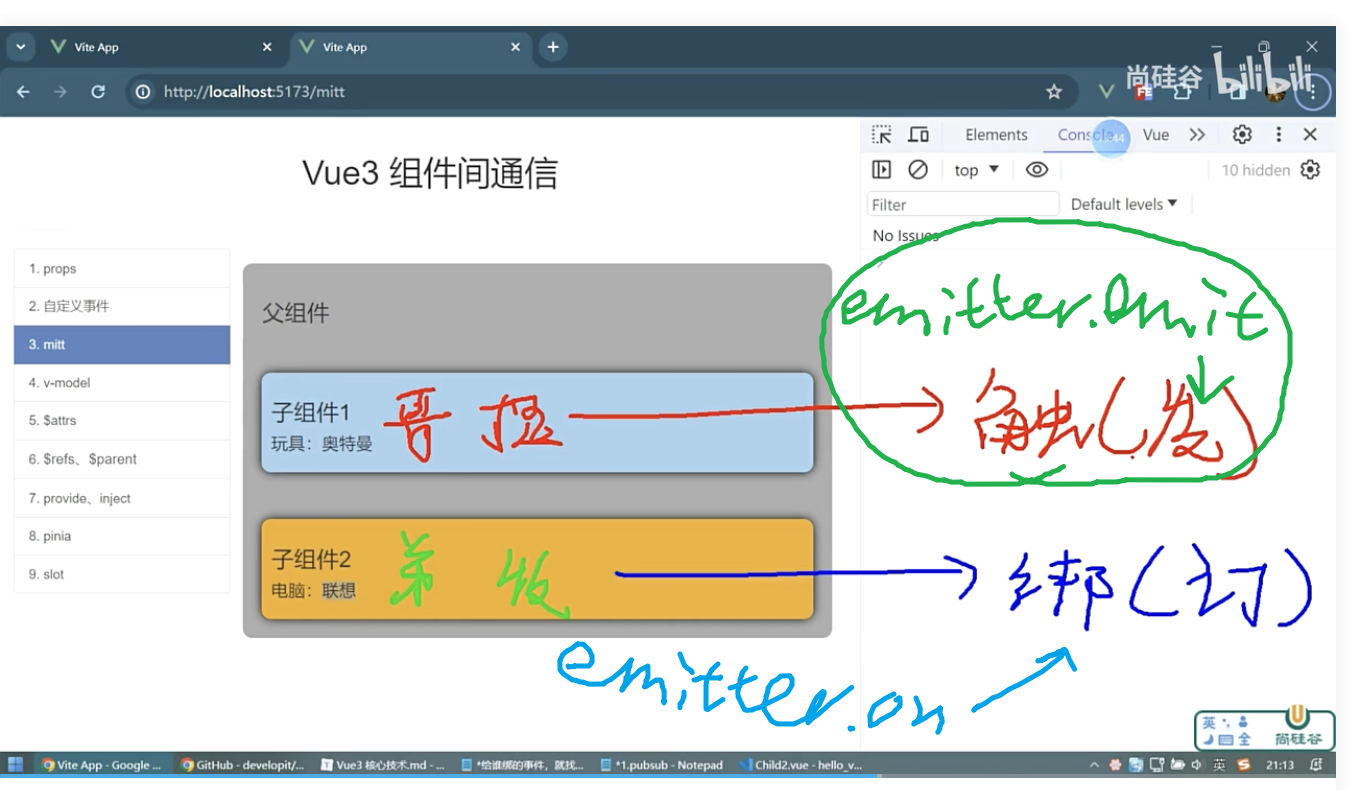 Vite App
Vite App
http://localhost:5173/mitt
尚硅谷 bilibili
Elements Console Vue
top
10 hidden
Filter
Default levels
No Issues
Vue3 组件间通信
1. props
2. 自定义事件
3. mitt
4. v-model
5. $attrs
6. $refs、$parent
7. provide、inject
8. pinia
9. slot
父组件
emitter.emit
子组件1
玩具：奥特曼
哥 提
触(发)
子组件2
电脑：联想
弟 收
绑(订)
emitter.on
英
全
尚硅谷
Vite App - Google ...
GitHub - developit/...
Vue3 核心技术.md - ...
*给谁绑的事件，就找...
*1.pubsub - Notepad
Child2.vue - hello_v...
英
21:13